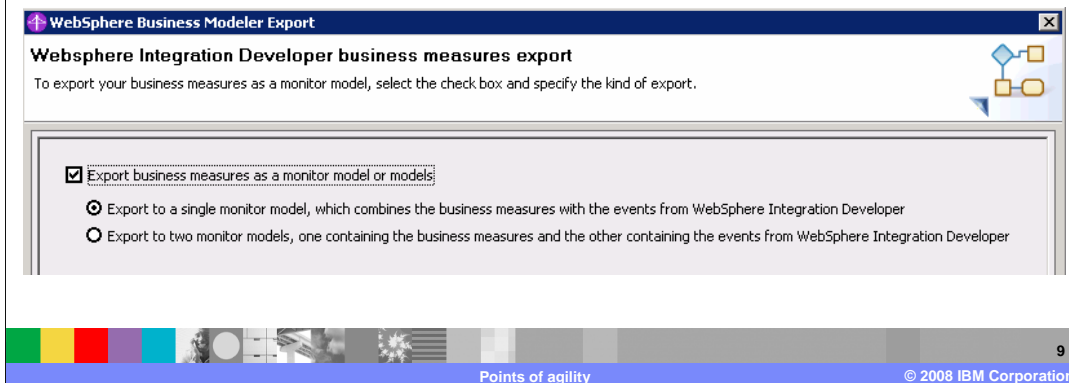 WebSphere Business Modeler Export
Websphere Integration Developer business measures export
To export your business measures as a monitor model, select the check box and specify the kind of export.
Export business measures as a monitor model or models
Export to a single monitor model, which combines the business measures with the events from WebSphere Integration Developer
Export to two monitor models, one containing the business measures and the other containing the events from WebSphere Integration Developer
9
Points of agility
© 2008 IBM Corporation